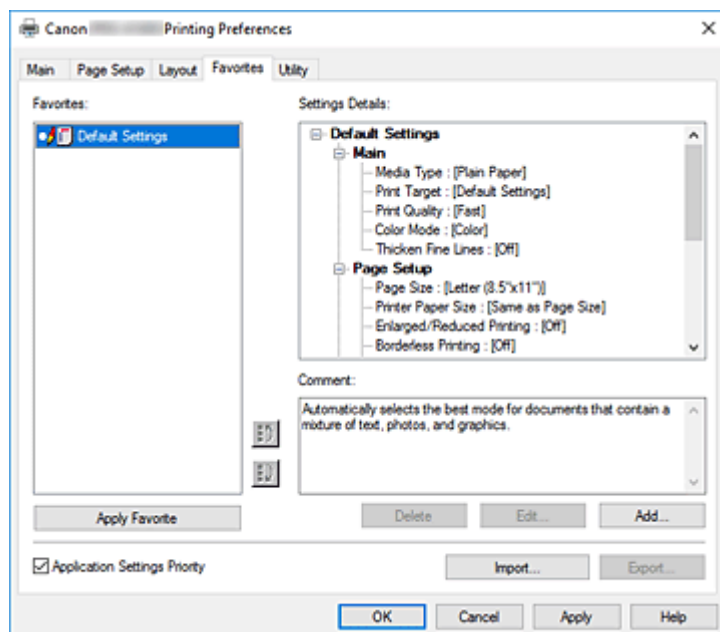 Canon Printing Preferences
Main Page Setup Layout Favorites Utility
Favorites:
Default Settings
Settings Details:
Default Settings
Main
Media Type : [Plain Paper]
Print Target : [Default Settings]
Print Quality : [Fast]
Color Mode : [Color]
Thicken Fine Lines : [Off]
Page Setup
Page Size : [Letter (8.5"x11")]
Printer Paper Size : [Same as Page Size]
Enlarged/Reduced Printing : [Off]
Borderless Printing : [Off]
Comment:
Automatically selects the best mode for documents that contain a
mixture of text, photos, and graphics.
Apply Favorite
Delete Edit... Add...
Application Settings Priority
Import... Export...
OK Cancel Apply Help